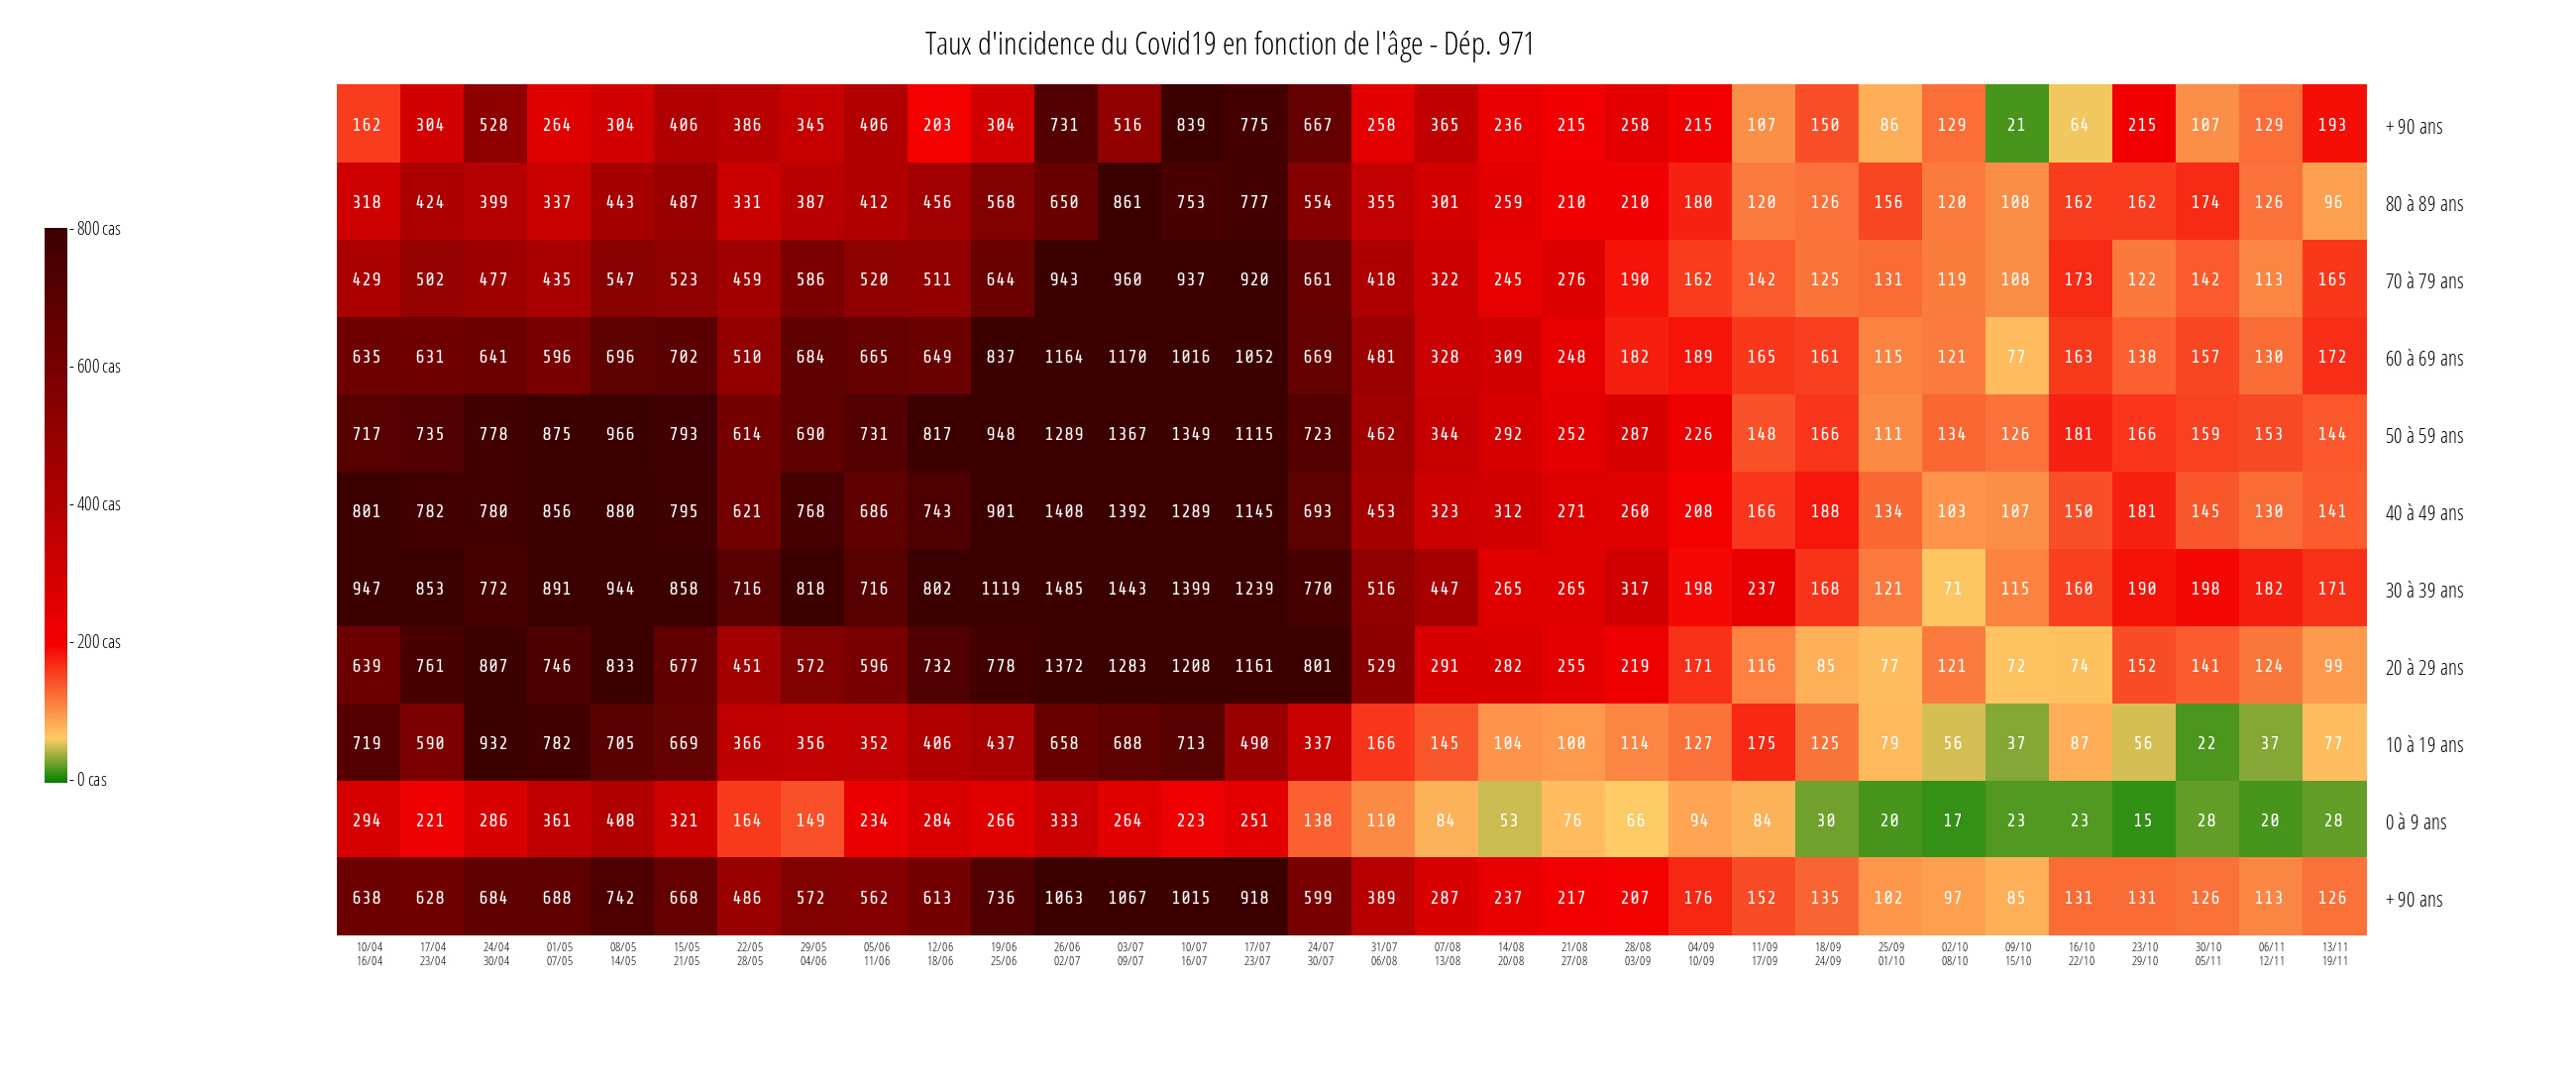 Taux d'incidence du Covid19 en fonction de l'âge - Dép. 971
162 304 528 264 304 406 386 345 406 203 304 731 516 839 775 667 258 365 236 215 258 215 107 150 86 129 21 64 215 107 129 193 + 90 ans
318 424 399 337 443 487 331 387 412 456 568 650 861 753 777 554 355 301 259 210 210 180 120 126 156 120 108 162 162 174 126 96 80 à 89 ans
- 800 cas
429 502 477 435 547 523 459 586 520 511 644 943 960 937 920 661 418 322 245 276 190 162 142 125 131 119 108 173 122 142 113 165 70 à 79 ans
635 631 641 596 696 702 510 684 665 649 837 1164 1170 1016 1052 669 481 328 309 248 182 189 165 161 115 121 77 163 138 157 130 172 60 à 69 ans
- 600 cas
717 735 778 875 966 793 614 690 731 817 948 1289 1367 1349 1115 723 462 344 292 252 287 226 148 166 111 134 126 181 166 159 153 144 50 à 59 ans
- 400 cas
801 782 780 856 880 795 621 768 686 743 901 1408 1392 1289 1145 693 453 323 312 271 260 208 166 188 134 103 107 150 181 145 130 141 40 à 49 ans
947 853 772 891 944 858 716 818 716 802 1119 1485 1443 1399 1239 770 516 447 265 265 317 198 237 168 121 71 115 160 190 198 182 171 30 à 39 ans
- 200 cas
639 761 807 746 833 677 451 572 596 732 778 1372 1283 1208 1161 801 529 291 282 255 219 171 116 85 77 121 72 74 152 141 124 99 20 à 29 ans
719 590 932 782 705 669 366 356 352 406 437 658 688 713 490 337 166 145 104 100 114 127 175 125 79 56 37 87 56 22 37 77 10 à 19 ans
- 0 cas
294 221 286 361 408 321 164 149 234 284 266 333 264 223 251 138 110 84 53 76 66 94 84 30 20 17 23 23 15 28 20 28 0 à 9 ans
638 628 684 688 742 668 486 572 562 613 736 1063 1067 1015 918 599 389 287 237 217 207 176 152 135 102 97 85 131 131 126 113 126 + 90 ans
10/04 17/04 24/04 01/05 08/05 15/05 22/05 29/05 05/06 12/06 19/06 26/06 03/07 10/07 17/07 24/07 31/07 07/08 14/08 21/08 28/08 04/09 11/09 18/09 25/09 02/10 09/10 16/10 23/10 30/10 06/11 13/11
16/04 23/04 30/04 07/05 14/05 21/05 28/05 04/06 11/06 18/06 25/06 02/07 09/07 16/07 23/07 30/07 06/08 13/08 20/08 27/08 03/09 10/09 17/09 24/09 01/10 08/10 15/10 22/10 29/10 05/11 12/11 19/11